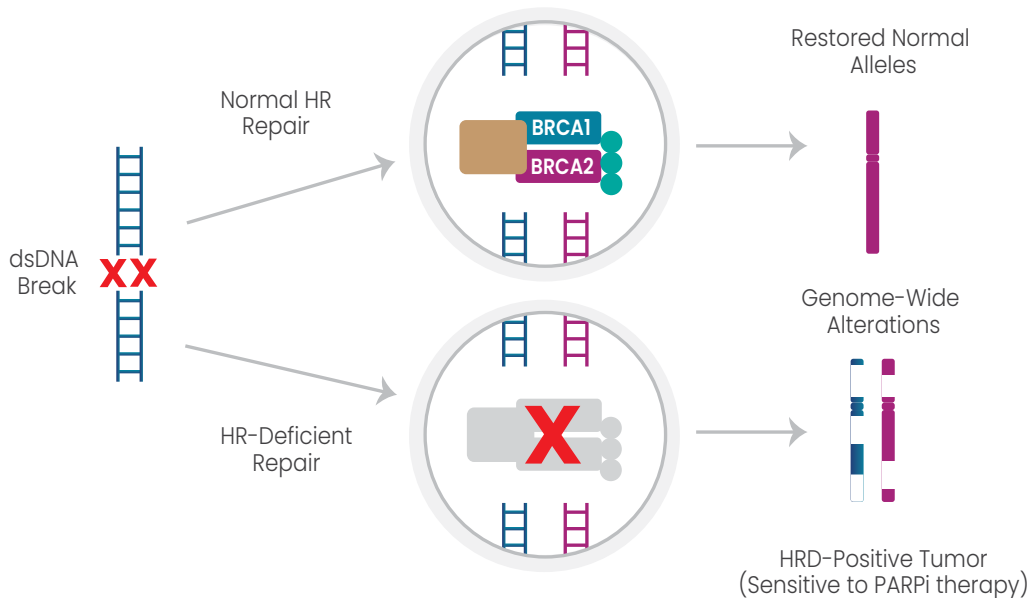 dsDNA
Break
Normal HR
Repair
BRCA1
BRCA2
Restored Normal
Alleles
HR-Deficient
Repair
Genome-Wide
Alterations
HRD-Positive Tumor
(Sensitive to PARPi therapy)